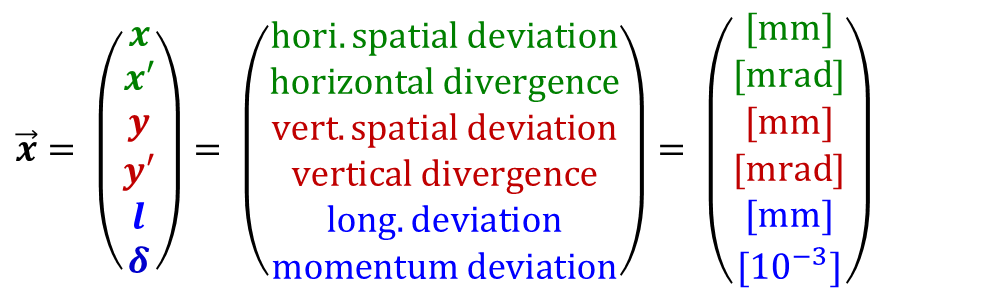 x hori. spatial deviation [mm]
x′ horizontal divergence [mrad]
y vert. spatial deviation [mm]
x⃗ = = =
y′ vertical divergence [mrad]
l long. deviation [mm]
δ momentum deviation [10⁻³]